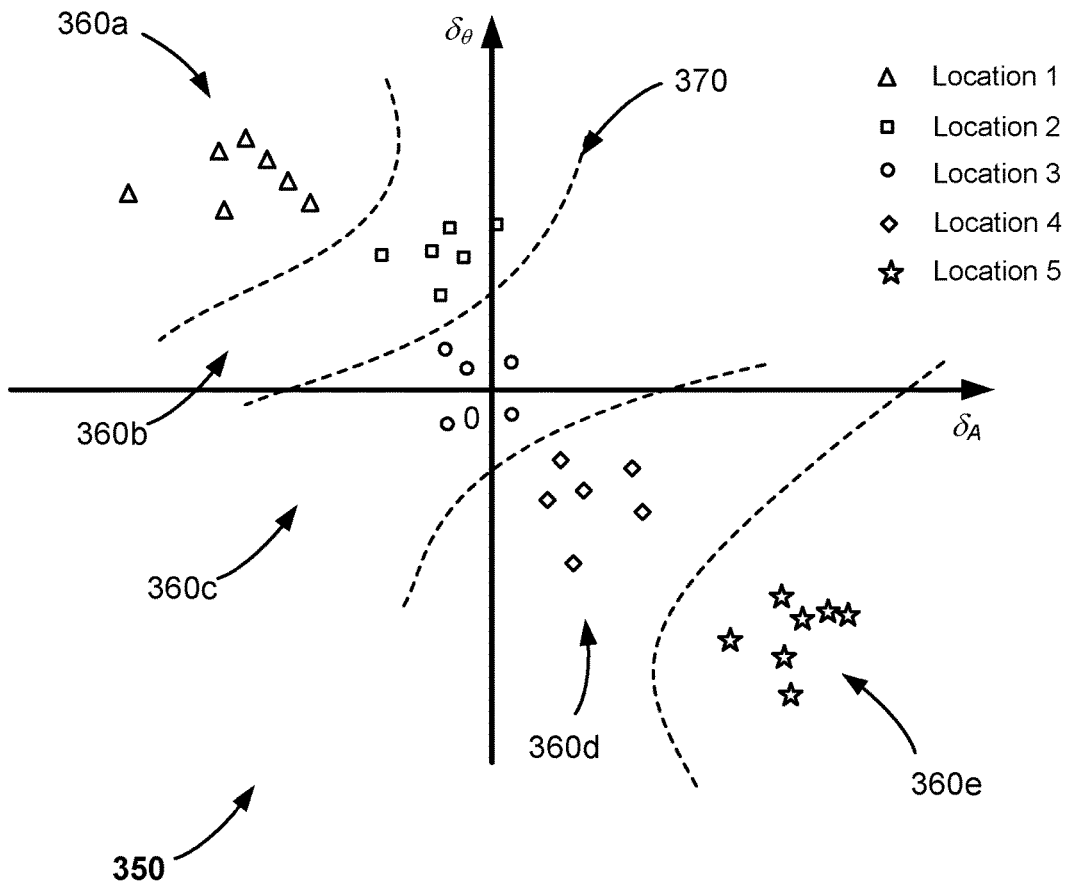 360a
δθ
370
Location 1
Location 2
Location 3
Location 4
Location 5
360b
0
δA
360c
360d
360e
350